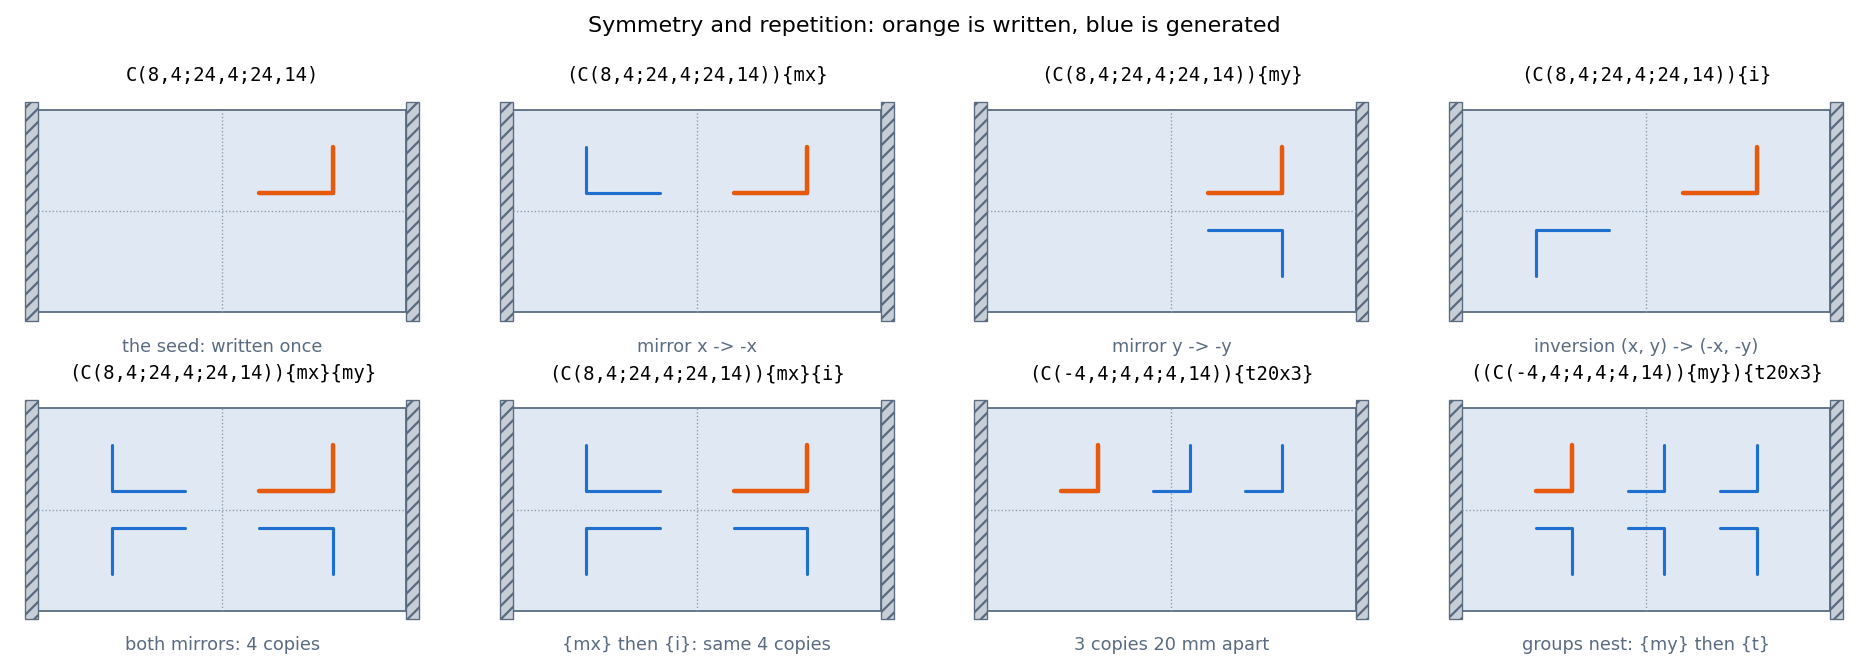 Symmetry and repetition: orange is written, blue is generated
C(8,4;24,4;24,14)
(C(8,4;24,4;24,14)){mx}
(C(8,4;24,4;24,14)){my}
(C(8,4;24,4;24,14)){i}
the seed: written once
mirror x -> -x
mirror y -> -y
inversion (x, y) -> (-x, -y)
(C(8,4;24,4;24,14)){mx}{my}
(C(8,4;24,4;24,14)){mx}{i}
(C(-4,4;4,4;4,14)){t20x3}
((C(-4,4;4,4;4,14)){my}){t20x3}
both mirrors: 4 copies
{mx} then {i}: same 4 copies
3 copies 20 mm apart
groups nest: {my} then {t}